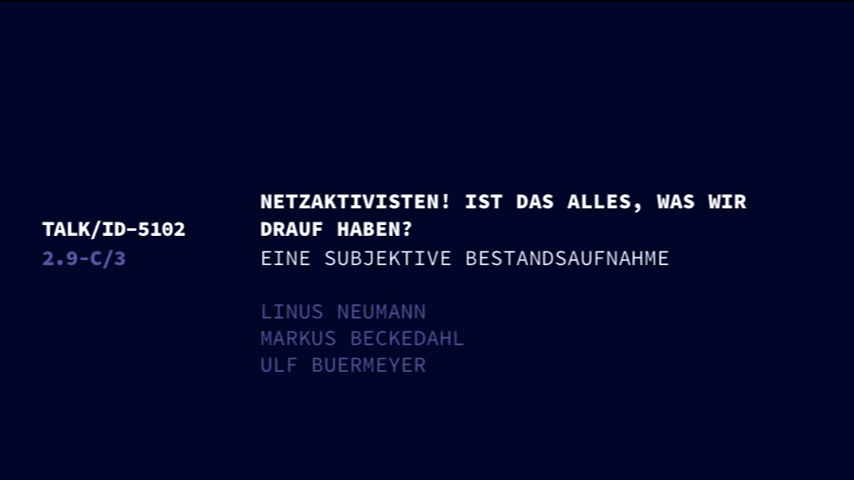 TALK/ID-5102
2.9-C/3
NETZAKTIVISTEN! IST DAS ALLES, WAS WIR
DRAUF HABEN?
EINE SUBJEKTIVE BESTANDSAUFNAHME
LINUS NEUMANN
MARKUS BECKEDAHL
ULF BUERMEYER